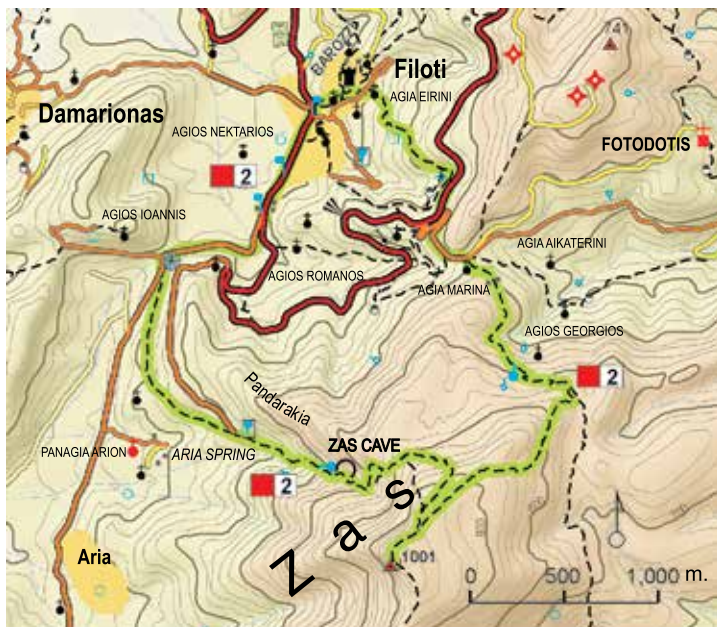 BAROZZI
Filoti
AGIA EIRINI
Damarionas
AGIOS NEKTARIOS
2
FOTODOTIS
AGIOS IOANNIS
AGIA AIKATERINI
AGIOS ROMANOS
AGIA MARINA
AGIOS GEORGIOS
2
Pandarakia
ZAS CAVE
PANAGIA ARION
ARIA SPRING
2
Zas
Aria
1001
0 500 1,000 m.